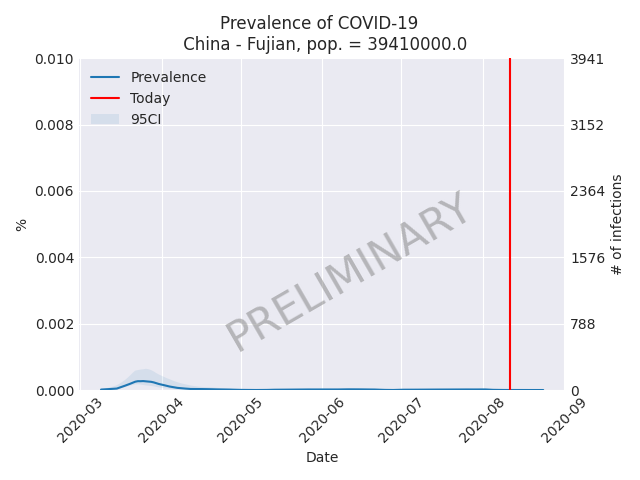 Prevalence of COVID-19
China - Fujian, pop. = 39410000.0
Prevalence
Today
95CI
0.010
0.008
0.006
0.004
0.002
0.000
%
3941
3152
2364
1576
788
0
# of infections
PRELIMINARY
2020-03
2020-04
2020-05
2020-06
2020-07
2020-08
2020-09
Date